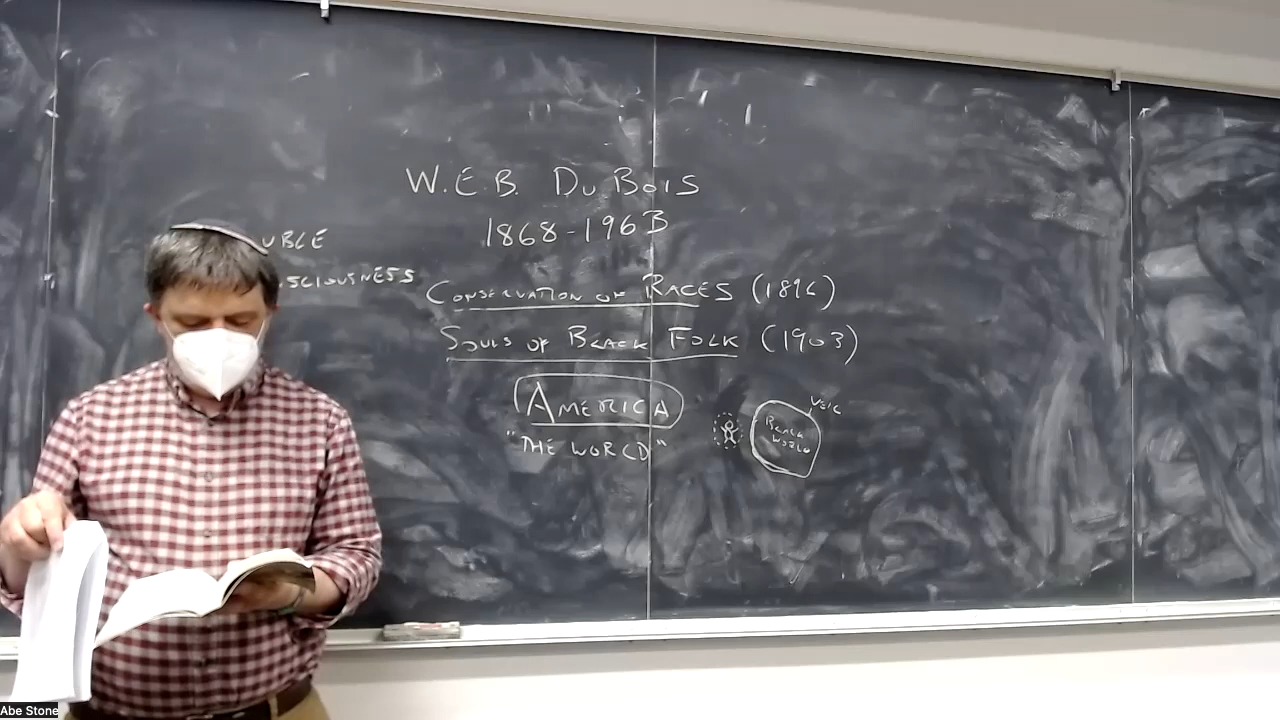 W.E.B. DU BOIS
1868-1963
UBLE
SCIOUSNESS
CONSERVATION OF RACES (1896)
SOULS OF BLACK FOLK (1903)
AMERICA
"THE WORLD"
VEIL
BLACK
WORLD
Abe Stone